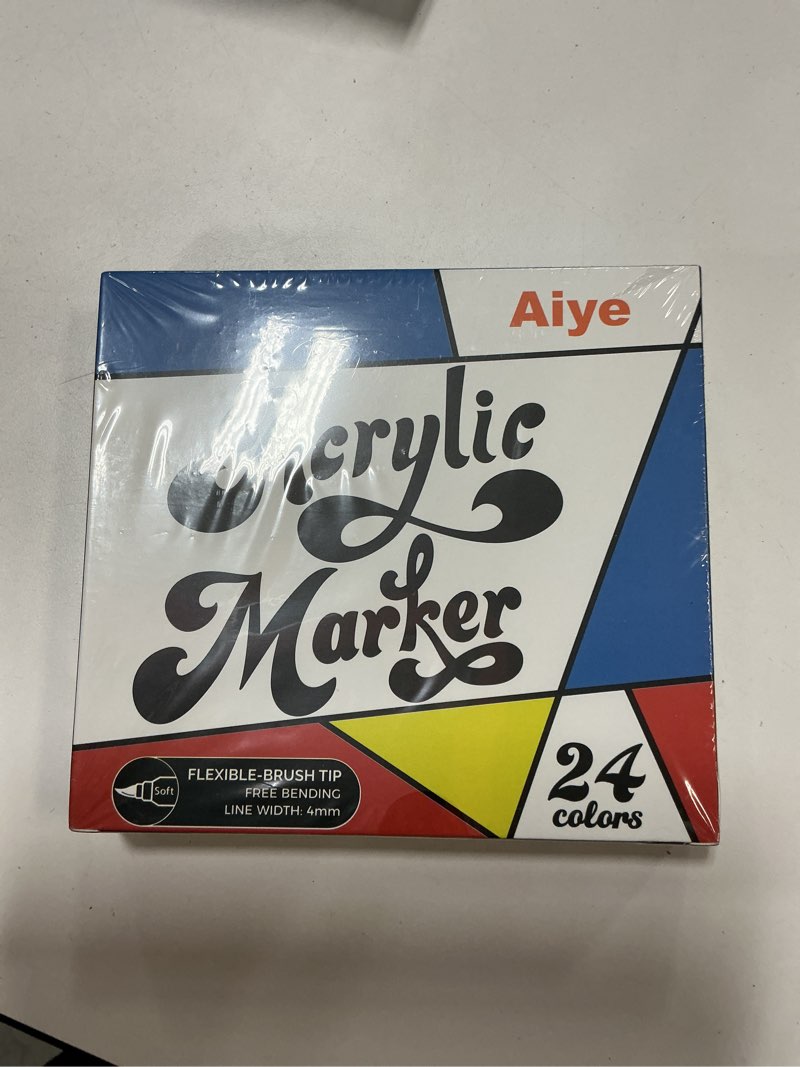 Aiye
Acrylic
Marker
Soft
FLEXIBLE-BRUSH TIP
FREE BENDING
LINE WIDTH: 4mm
24
colors